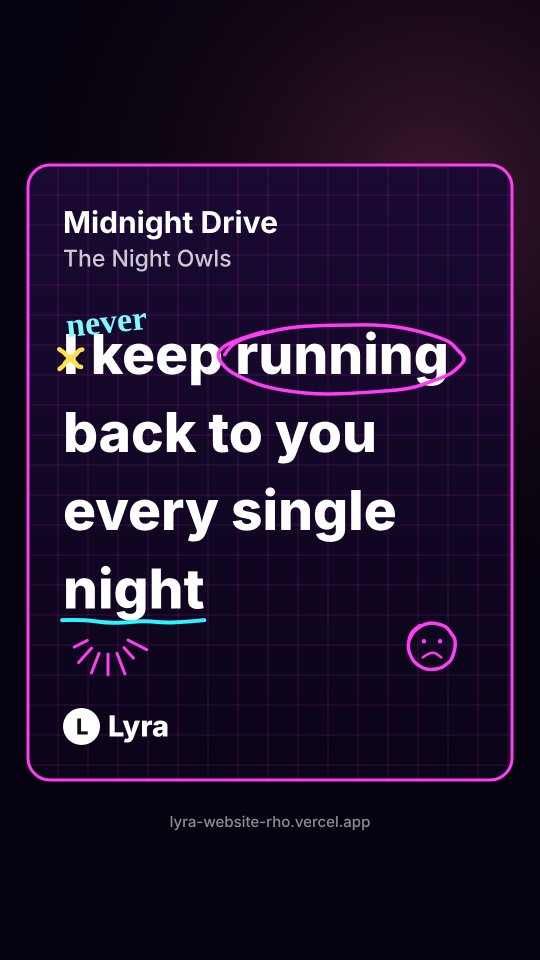 Midnight Drive
The Night Owls
never
I keep running
back to you
every single
night
L Lyra
lyra-website-rho.vercel.app